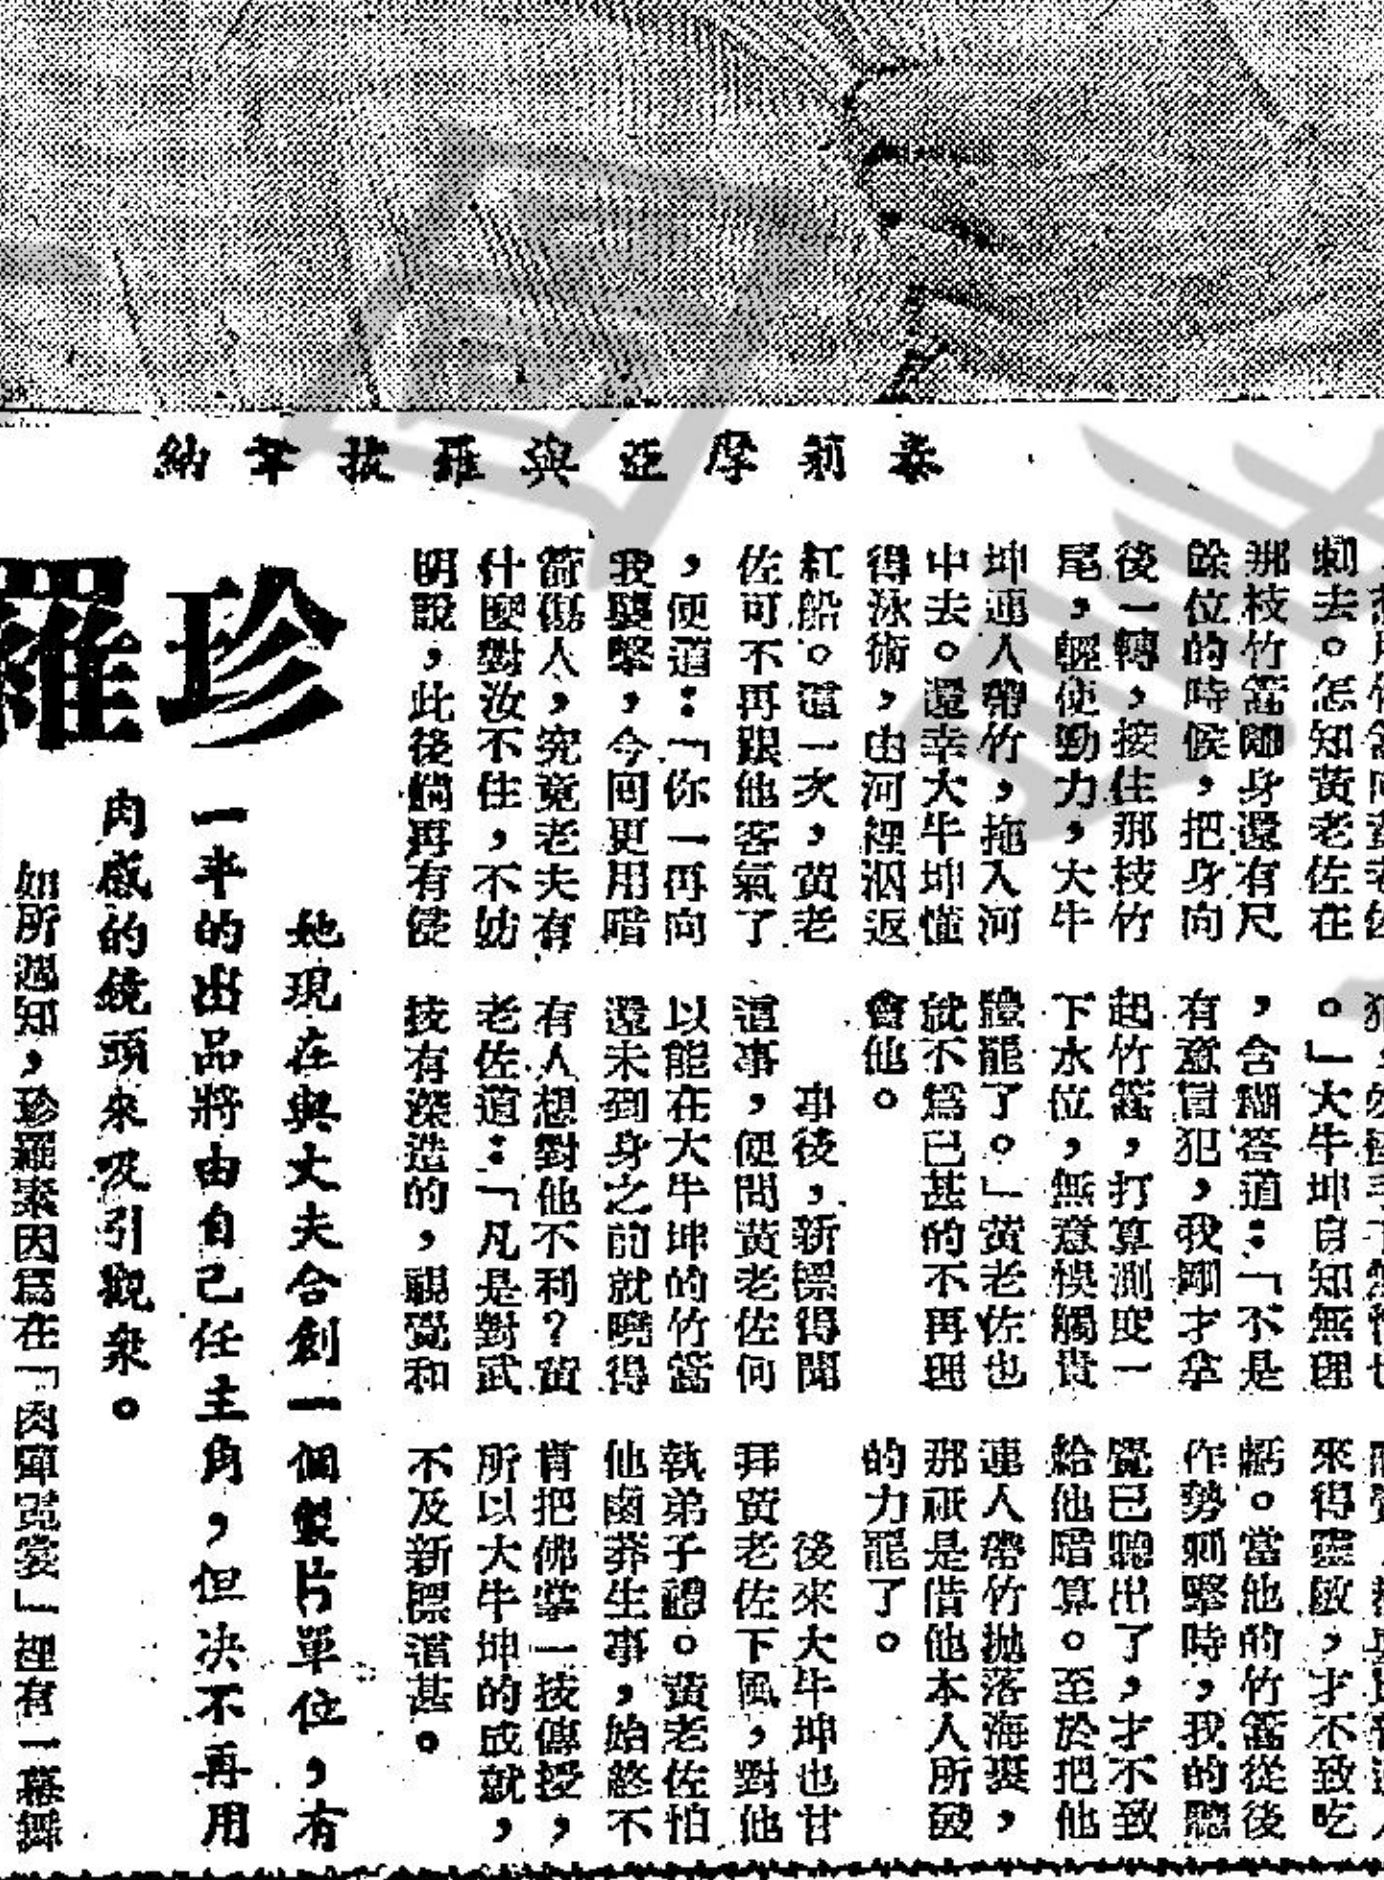 泰莉摩亞與羅拔韋納
刺去。怎知黃老佐在
那枝竹篙隨身還有尺
餘位的時候，把身向
後一轉，接住那枝竹
尾，輕使勁力，大牛
坤連人帶竹，拖入河
中去。還幸大牛坤懂
得泳術，由河裡泅返
紅船。這一次，黃老
佐可不再跟他客氣了
，便道：「你一再向
我襲擊，今回更用暗
箭傷人，究竟老夫有
什麼對汝不住，不妨
明說，此後倘再有侵
。」大牛坤自知無理
，含糊答道：「不是
有意冒犯，我剛才拿
起竹篙，打算測度一
下水位，無意悞觸貴
體罷了。」黃老佐也
就不爲已甚的不再理
會他。
事後，新標得聞
這事，便問黃老佐何
以能在大牛坤的竹篙
還未到身之前就曉得
有人想對他不利？黃
老佐道：「凡是對武
技有深造的，聽覺和
來得靈敏，才不致吃
虧。當他的竹篙從後
作勢刺擊時，我的聽
覺已聽出了，才不致
給他暗算。至於把他
連人帶竹拋落海裏，
那祇是借他本人所發
的力罷了。
後來大牛坤也甘
拜黃老佐下風，對他
執弟子禮。黃老佐怕
他鹵莽生事，始終不
肯把佛掌一技傳授，
所以大牛坤的成就，
不及新標濳甚。
珍羅
她現在與丈夫合創一個製片單位，有
一半的出品將由自己任主角，但决不再用
肉感的鏡頭來吸引觀衆。
如所週知，珍羅素因爲在「肉陣霓裳」裡有一幕舞